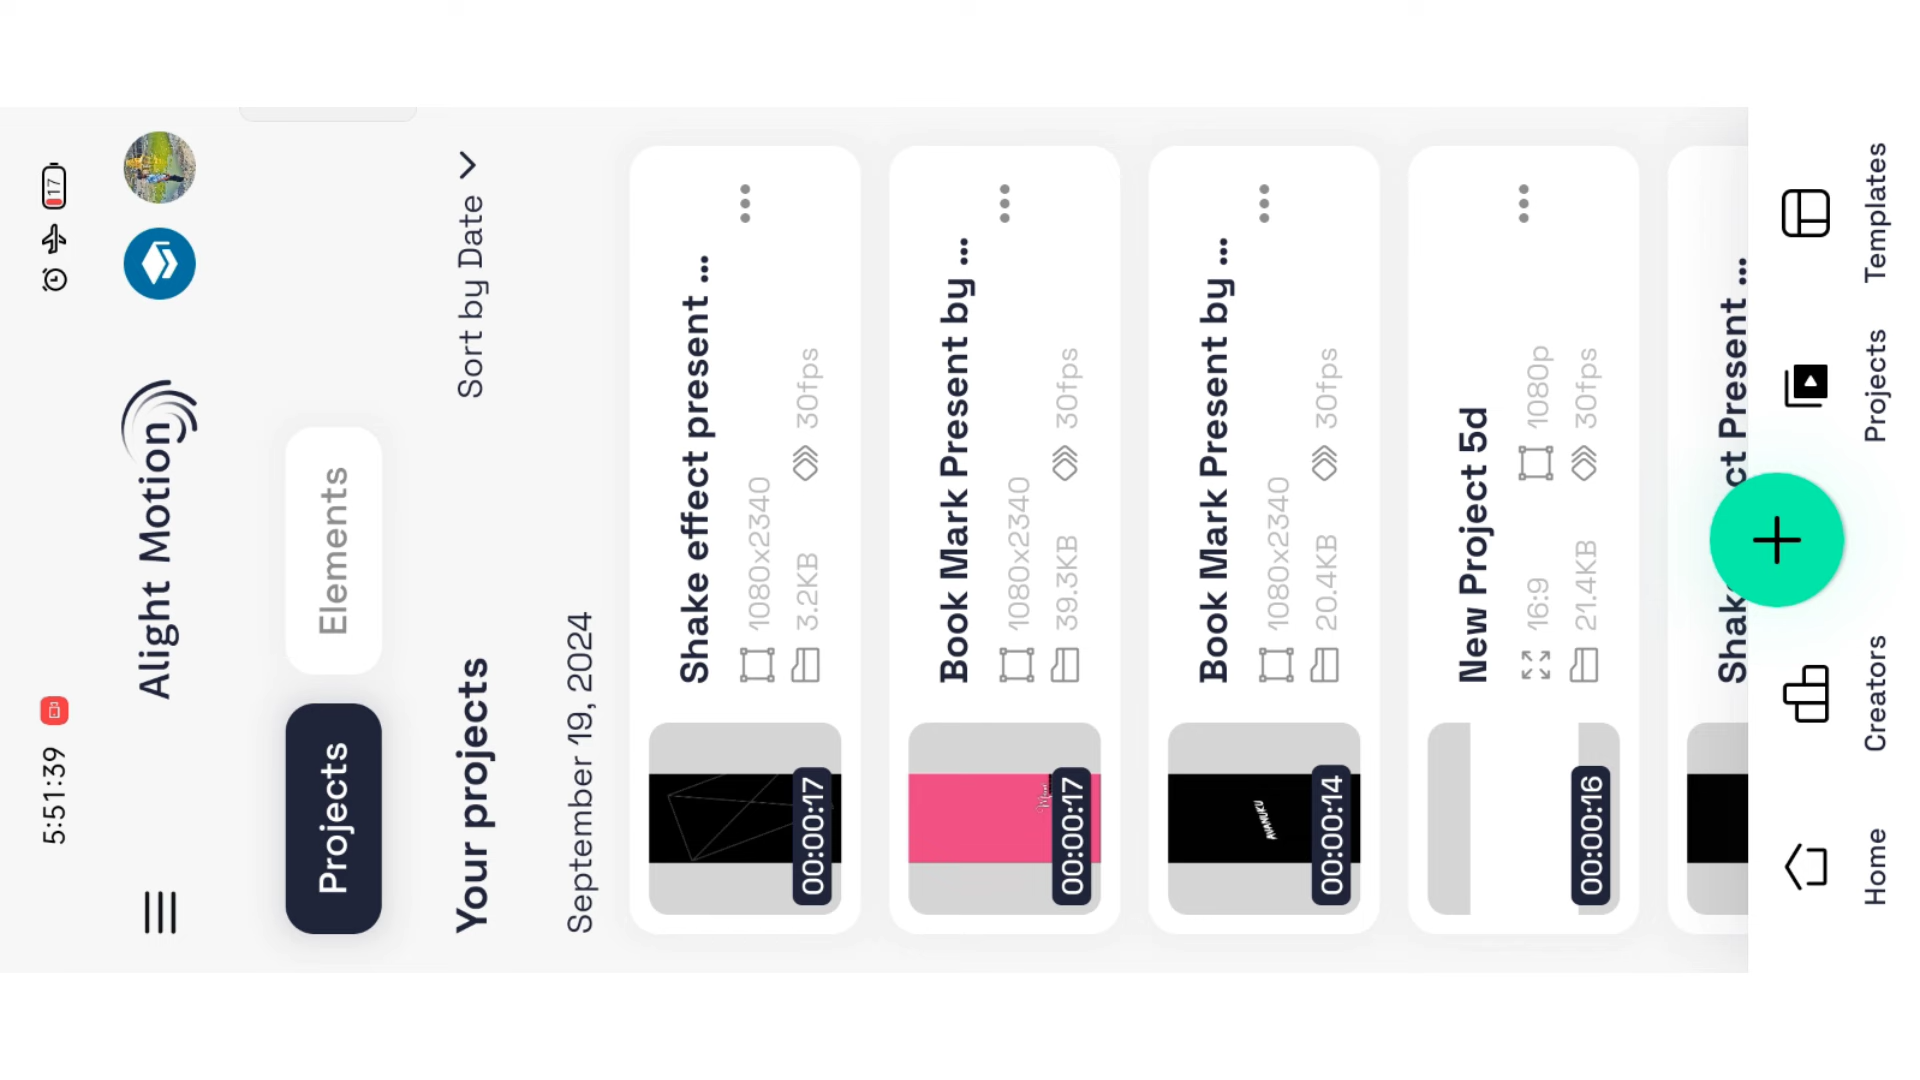 5:51:39
17
Alight Motion
Projects
Elements
Your projects
Sort by Date
September 19, 2024
Shake effect present ...
1080x2340
3.2KB
30fps
00:00:17
Book Mark Present by ...
1080x2340
39.3KB
30fps
00:00:17
Book Mark Present by ...
1080x2340
20.4KB
30fps
AVANUKU
00:00:14
New Project 5d
16:9
1080p
21.4KB
30fps
00:00:16
Home
Creators
Projects
Templates